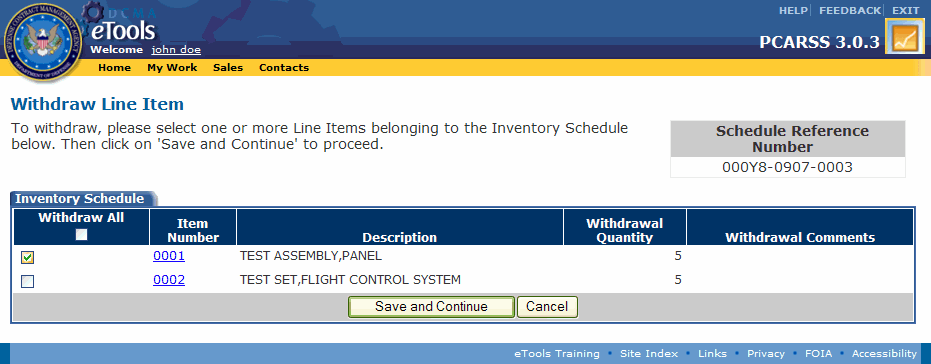 HELP | FEEDBACK | EXIT
DCMA
eTools
Welcome john doe
PCARSS 3.0.3
Home My Work Sales Contacts
Withdraw Line Item
To withdraw, please select one or more Line Items belonging to the Inventory Schedule
below. Then click on 'Save and Continue' to proceed.
Schedule Reference
Number
000Y8-0907-0003
Inventory Schedule
Withdraw All
Item
Number
Description
Withdrawal
Quantity
Withdrawal Comments
0001 TEST ASSEMBLY,PANEL 5
0002 TEST SET,FLIGHT CONTROL SYSTEM 5
Save and Continue Cancel
eTools Training • Site Index • Links • Privacy • FOIA • Accessibility